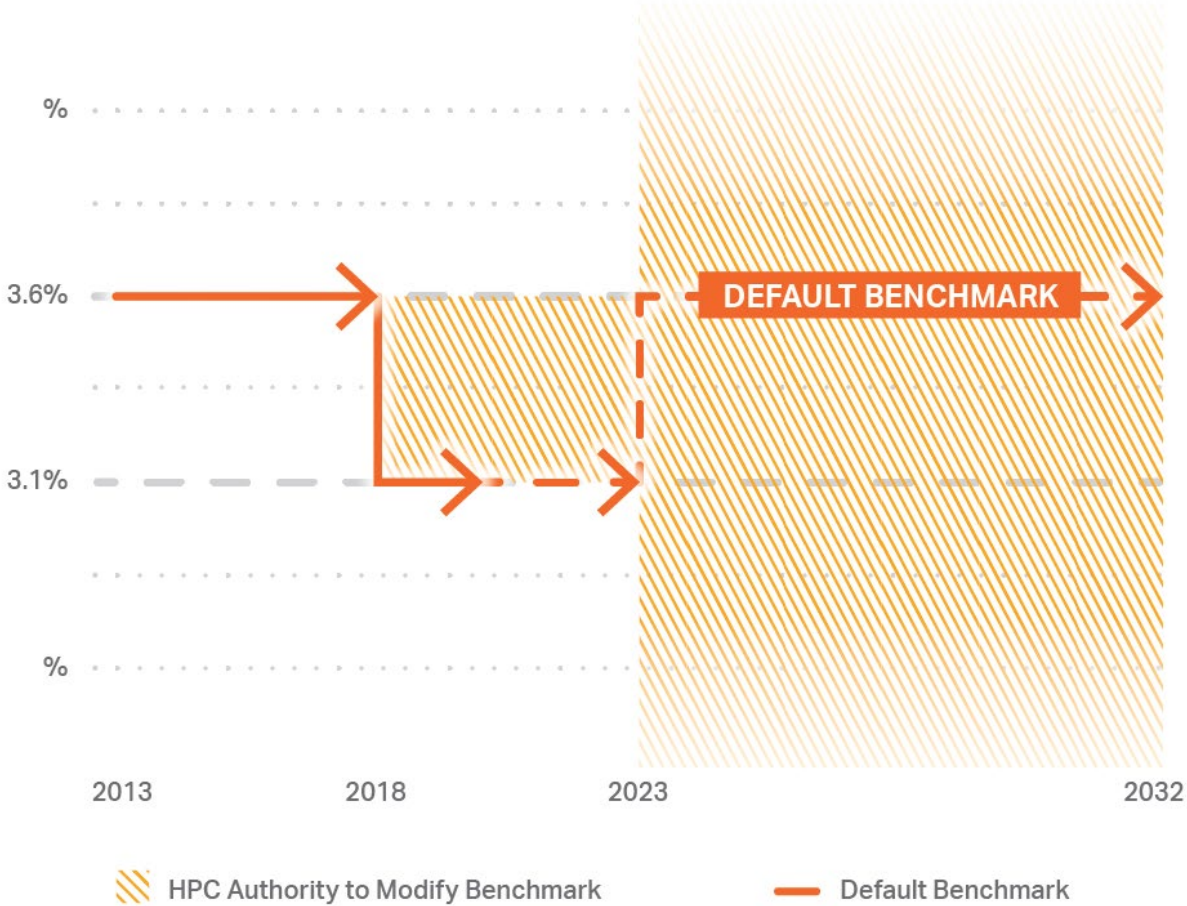 %
3.6%
DEFAULT BENCHMARK
3.1%
%
2013 2018 2023 2032
HPC Authority to Modify Benchmark Default Benchmark